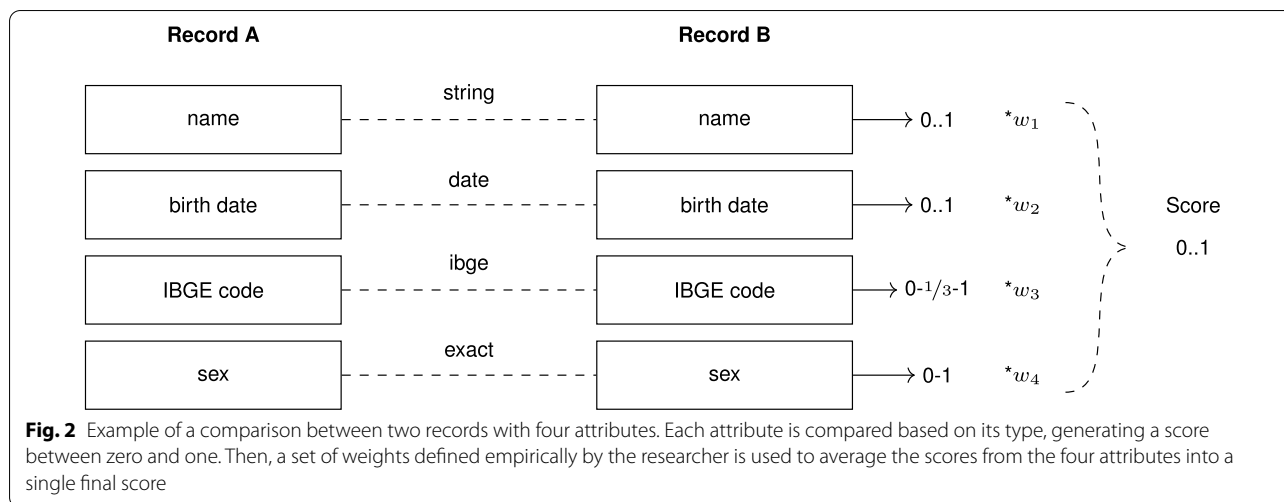 Record A Record B
string
name name 0..1 *w1
date
birth date birth date 0..1 *w2 Score
0..1
ibge
IBGE code IBGE code 0-1/3-1 *w3
exact
sex sex 0-1 *w4
Fig. 2 Example of a comparison between two records with four attributes. Each attribute is compared based on its type, generating a score
between zero and one. Then, a set of weights defined empirically by the researcher is used to average the scores from the four attributes into a
single final score